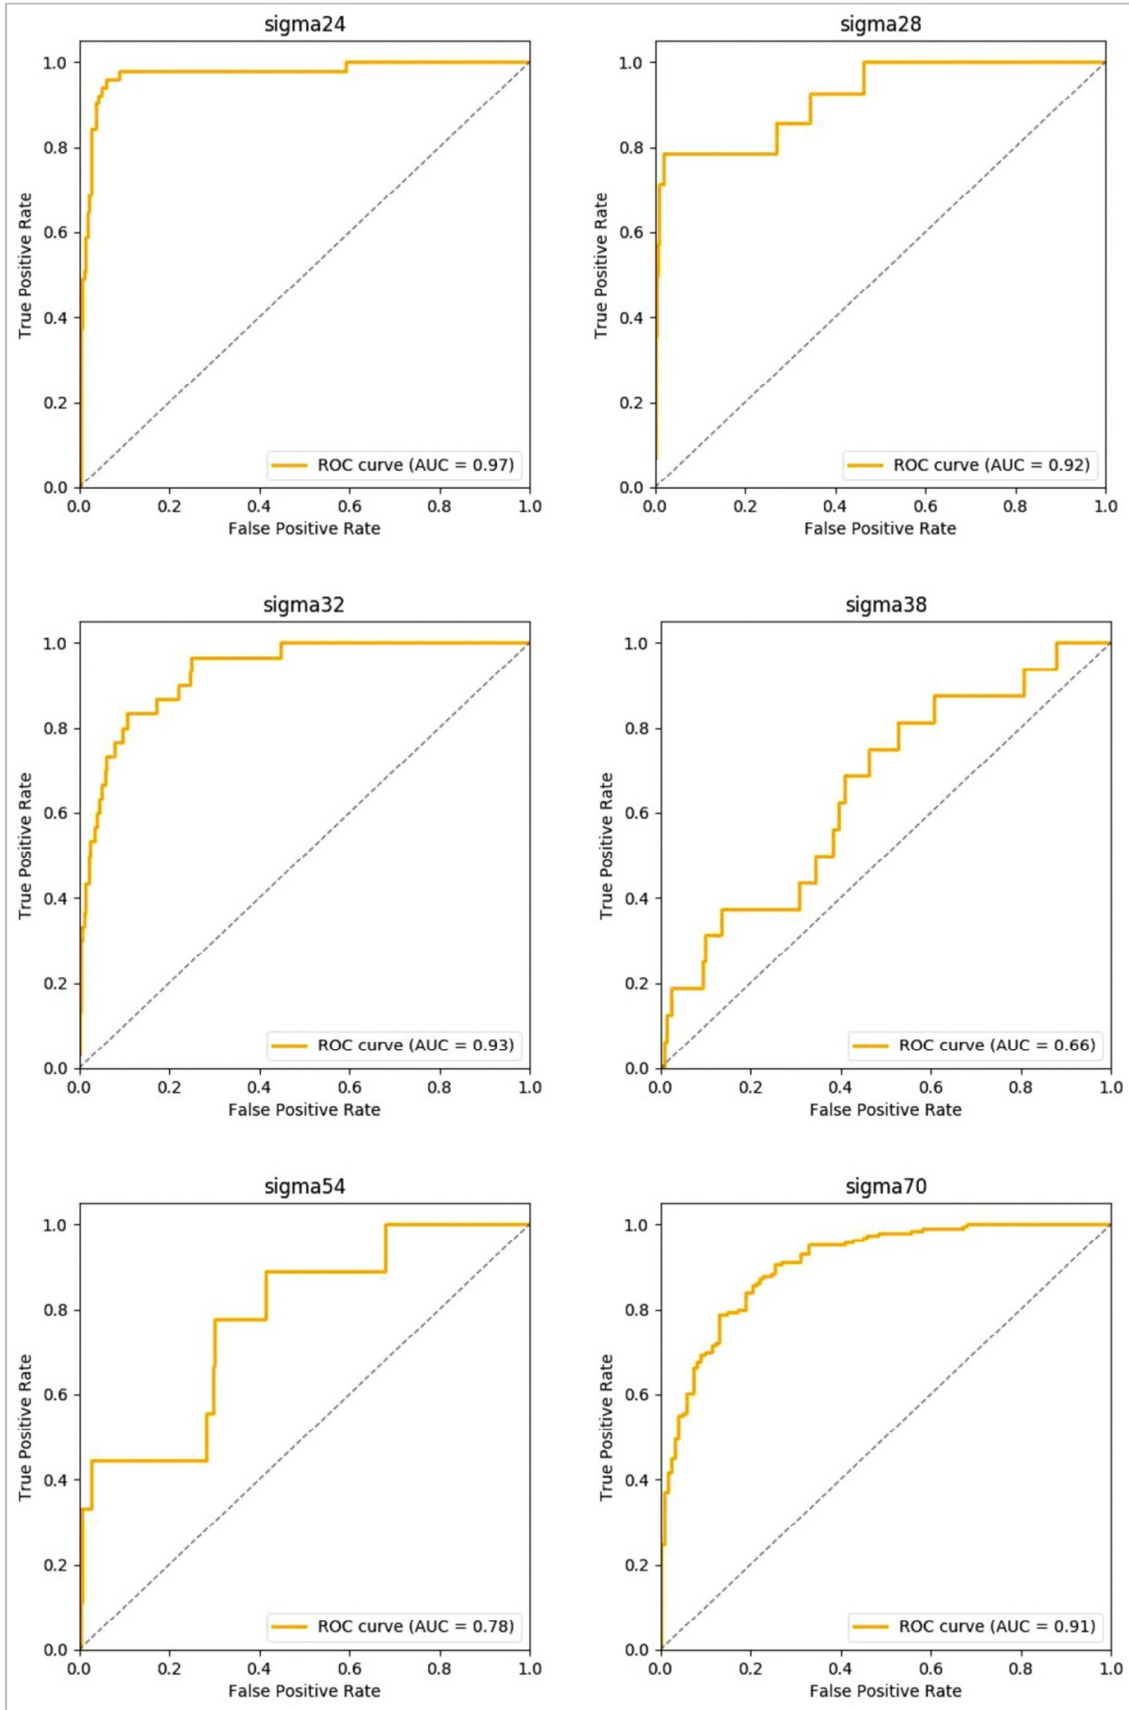 sigma24
1.0
0.8
0.6
0.4
0.2
0.0
True Positive Rate
ROC curve (AUC = 0.97)
0.0 0.2 0.4 0.6 0.8 1.0
False Positive Rate
sigma28
1.0
0.8
0.6
0.4
0.2
0.0
True Positive Rate
ROC curve (AUC = 0.92)
0.0 0.2 0.4 0.6 0.8 1.0
False Positive Rate
sigma32
1.0
0.8
0.6
0.4
0.2
0.0
True Positive Rate
ROC curve (AUC = 0.93)
0.0 0.2 0.4 0.6 0.8 1.0
False Positive Rate
sigma38
1.0
0.8
0.6
0.4
0.2
0.0
True Positive Rate
ROC curve (AUC = 0.66)
0.0 0.2 0.4 0.6 0.8 1.0
False Positive Rate
sigma54
1.0
0.8
0.6
0.4
0.2
0.0
True Positive Rate
ROC curve (AUC = 0.78)
0.0 0.2 0.4 0.6 0.8 1.0
False Positive Rate
sigma70
1.0
0.8
0.6
0.4
0.2
0.0
True Positive Rate
ROC curve (AUC = 0.91)
0.0 0.2 0.4 0.6 0.8 1.0
False Positive Rate